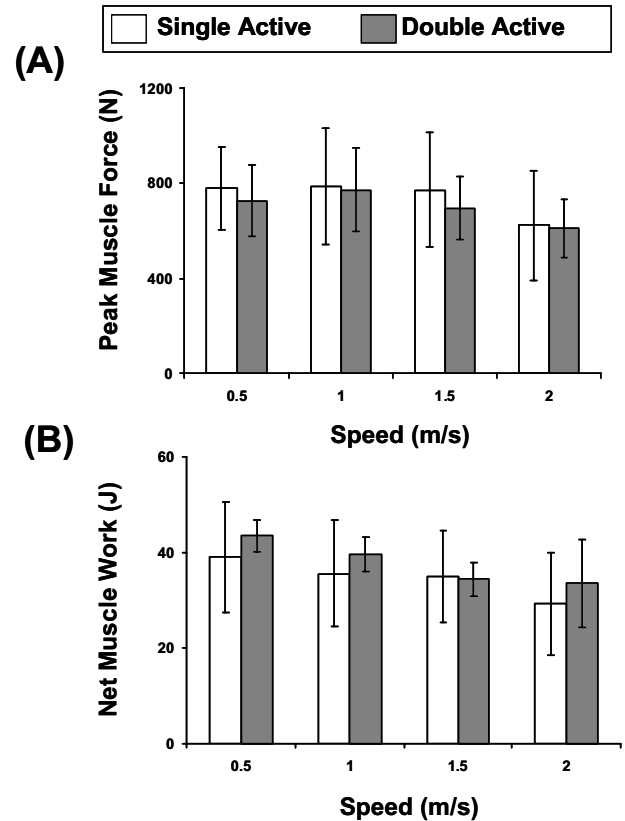 Single Active Double Active
(A)
Peak Muscle Force (N)
1200
800
400
0
0.5 1 1.5 2
Speed (m/s)
(B)
Net Muscle Work (J)
60
40
20
0
0.5 1 1.5 2
Speed (m/s)